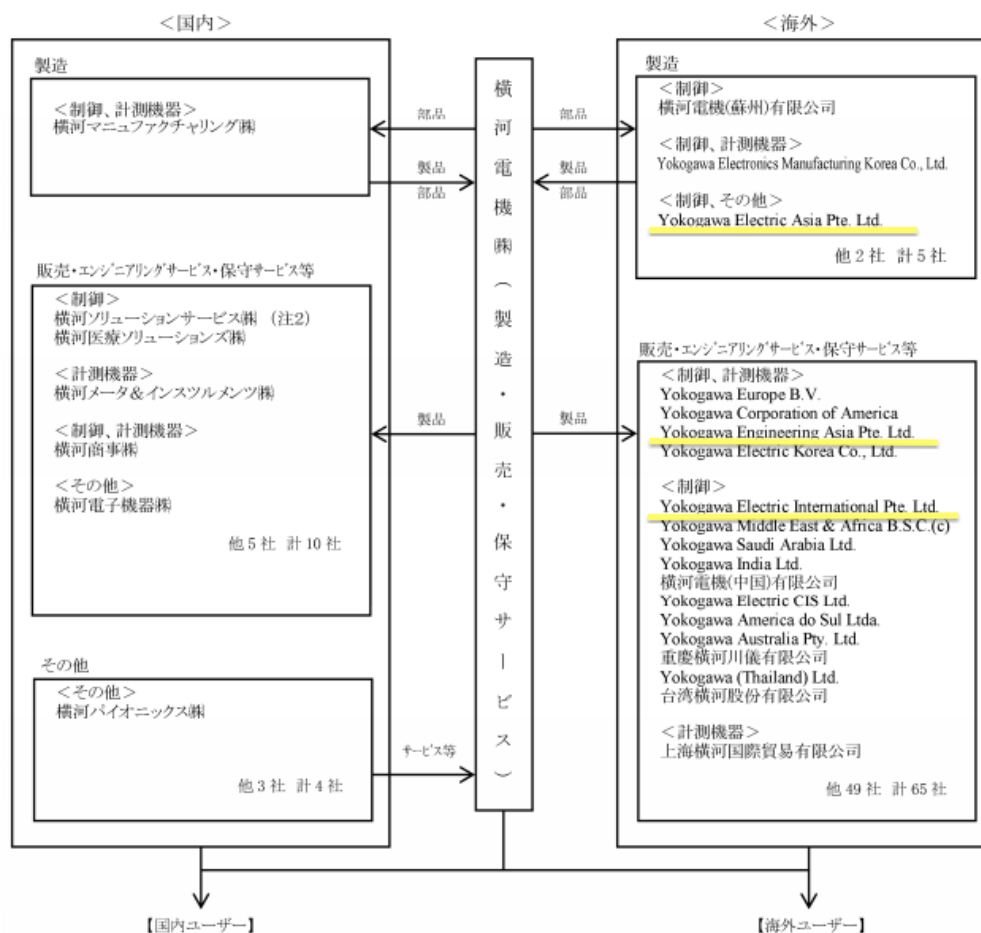 ＜国内＞
製造
＜制御、計測機器＞
横河マニュファクチャリング㈱
販売・エンジニアリングサービス・保守サービス等
＜制御＞
横河ソリューションサービス㈱ （注2）
横河医療ソリューションズ㈱
＜計測機器＞
横河メータ＆インスツルメンツ㈱
＜制御、計測機器＞
横河商事㈱
＜その他＞
横河電子機器㈱
他5社 計10社
その他
＜その他＞
横河パイオニックス㈱
他3社 計4社
部品
製品
部品
製品
サービス等
横河電機㈱（製造・販売・保守サービス）
部品
製品
部品
製品
＜海外＞
製造
＜制御＞
横河電機(蘇州)有限公司
＜制御、計測機器＞
Yokogawa Electronics Manufacturing Korea Co., Ltd.
＜制御、その他＞
Yokogawa Electric Asia Pte. Ltd.
他2社 計5社
販売・エンジニアリングサービス・保守サービス等
＜制御、計測機器＞
Yokogawa Europe B.V.
Yokogawa Corporation of America
Yokogawa Engineering Asia Pte. Ltd.
Yokogawa Electric Korea Co., Ltd.
＜制御＞
Yokogawa Electric International Pte. Ltd.
Yokogawa Middle East & Africa B.S.C.(c)
Yokogawa Saudi Arabia Ltd.
Yokogawa India Ltd.
横河電機(中国)有限公司
Yokogawa Electric CIS Ltd.
Yokogawa America do Sul Ltda.
Yokogawa Australia Pty. Ltd.
重慶横河川儀有限公司
Yokogawa (Thailand) Ltd.
台湾横河股份有限公司
＜計測機器＞
上海横河国際貿易有限公司
他49社 計65社
【国内ユーザー】
【海外ユーザー】